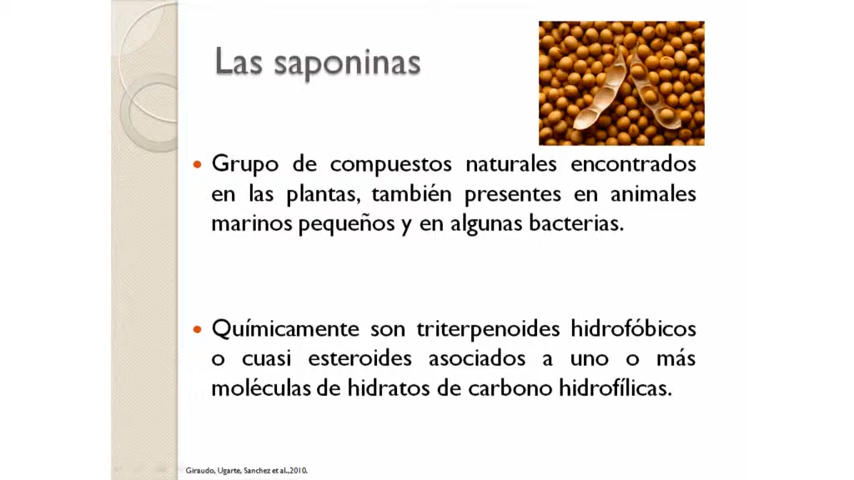 Las saponinas
Grupo de compuestos naturales encontrados
en las plantas, también presentes en animales
marinos pequeños y en algunas bacterias.
Químicamente son triterpenoides hidrofóbicos
o cuasi esteroides asociados a uno o más
moléculas de hidratos de carbono hidrofílicas.
Giraudo, Ugarte, Sanchez et al.,2010.